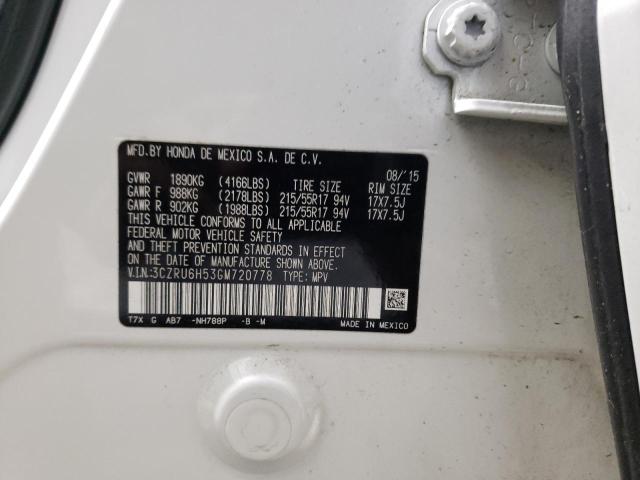 MFD.BY HONDA DE MEXICO S.A. DE C.V.
08/'15
GVWR 1890KG (4166LBS) TIRE SIZE RIM SIZE
GAWR F 988KG (2178LBS) 215/55R17 94V 17X7.5J
GAWR R 902KG (1988LBS) 215/55R17 94V 17X7.5J
THIS VEHICLE CONFORMS TO ALL APPLICABLE
FEDERAL MOTOR VEHICLE SAFETY
AND THEFT PREVENTION STANDARDS IN EFFECT
ON THE DATE OF MANUFACTURE SHOWN ABOVE.
V.I.N.:3CZRU6H53GM720778 TYPE: MPV
T7X G AB7 -NH788P -B -M MADE IN MEXICO